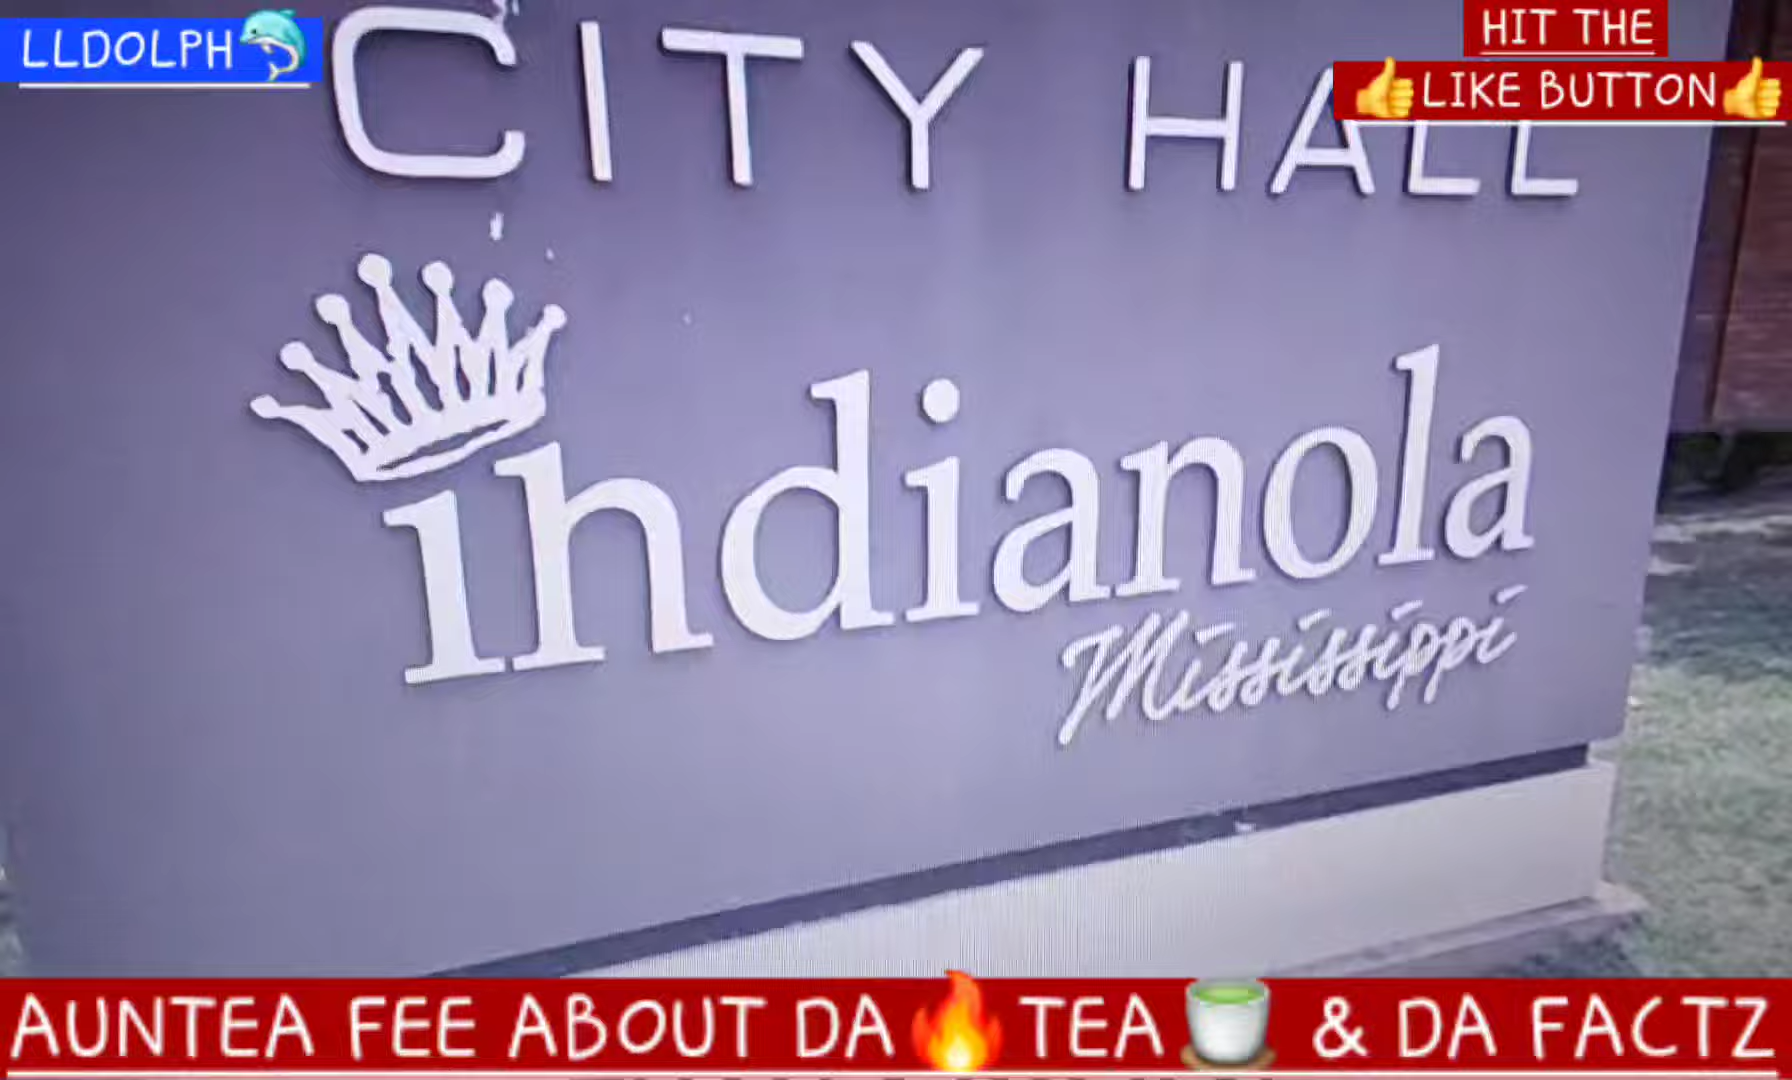 LLDOLPH🐬
HIT THE
👍LIKE BUTTON👍
CITY HALL
indianola
Mississippi
AUNTEA FEE ABOUT DA🔥TEA🍵 & DA FACTZ